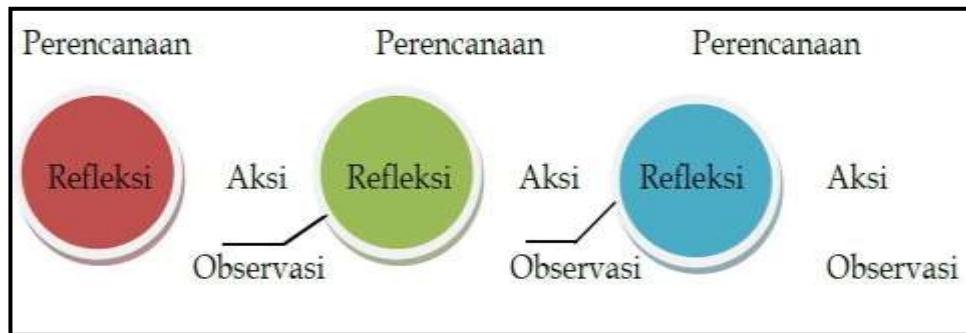 Perencanaan Perencanaan Perencanaan
Refleksi Aksi Refleksi Aksi Refleksi Aksi
Observasi Observasi Observasi